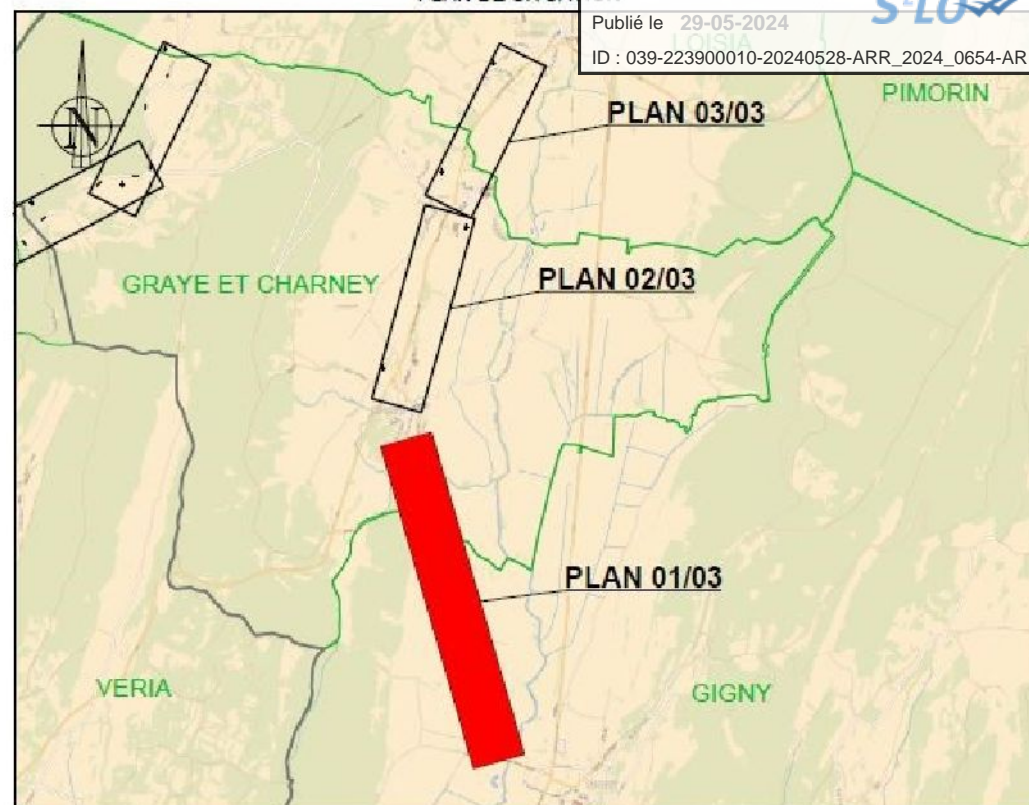 Publié le 29-05-2024
S²LO
ID : 039-223900010-20240528-ARR_2024_0654-AR
LOISIA
PIMORIN
N
PLAN 03/03
GRAYE ET CHARNEY
PLAN 02/03
PLAN 01/03
VERIA
GIGNY